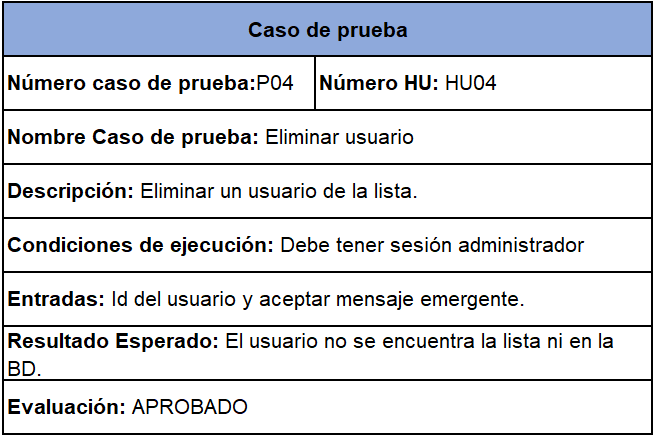 Caso de prueba
Número caso de prueba:P04
Número HU: HU04
Nombre Caso de prueba: Eliminar usuario
Descripción: Eliminar un usuario de la lista.
Condiciones de ejecución: Debe tener sesión administrador
Entradas: Id del usuario y aceptar mensaje emergente.
Resultado Esperado: El usuario no se encuentra la lista ni en la
BD.
Evaluación: APROBADO